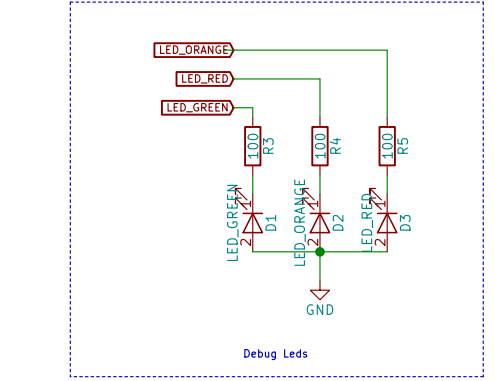 LED_ORANGE
LED_RED
LED_GREEN
100
R3
100
R4
100
R5
LED_GREEN
1
2
D1
LED_ORANGE
1
2
D2
LED_RED
1
2
D3
GND
Debug Leds